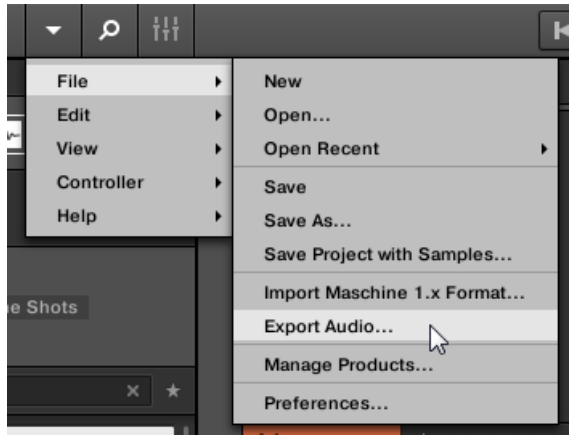 File
Edit
View
Controller
Help
New
Open...
Open Recent
Save
Save As...
Save Project with Samples...
Import Maschine 1.x Format...
Export Audio...
Manage Products...
Preferences...
Shots